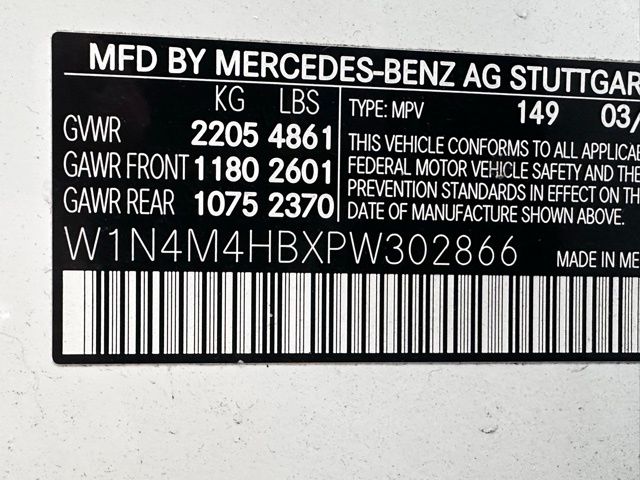 MFD BY MERCEDES-BENZ AG STUTTGAR
KG LBS
GVWR 2205 4861
GAWR FRONT 1180 2601
GAWR REAR 1075 2370
TYPE: MPV 149 03/
THIS VEHICLE CONFORMS TO ALL APPLICAB
FEDERAL MOTOR VEHICLE SAFETY AND THE
PREVENTION STANDARDS IN EFFECT ON TH
DATE OF MANUFACTURE SHOWN ABOVE.
W1N4M4HBXPW302866
MADE IN ME